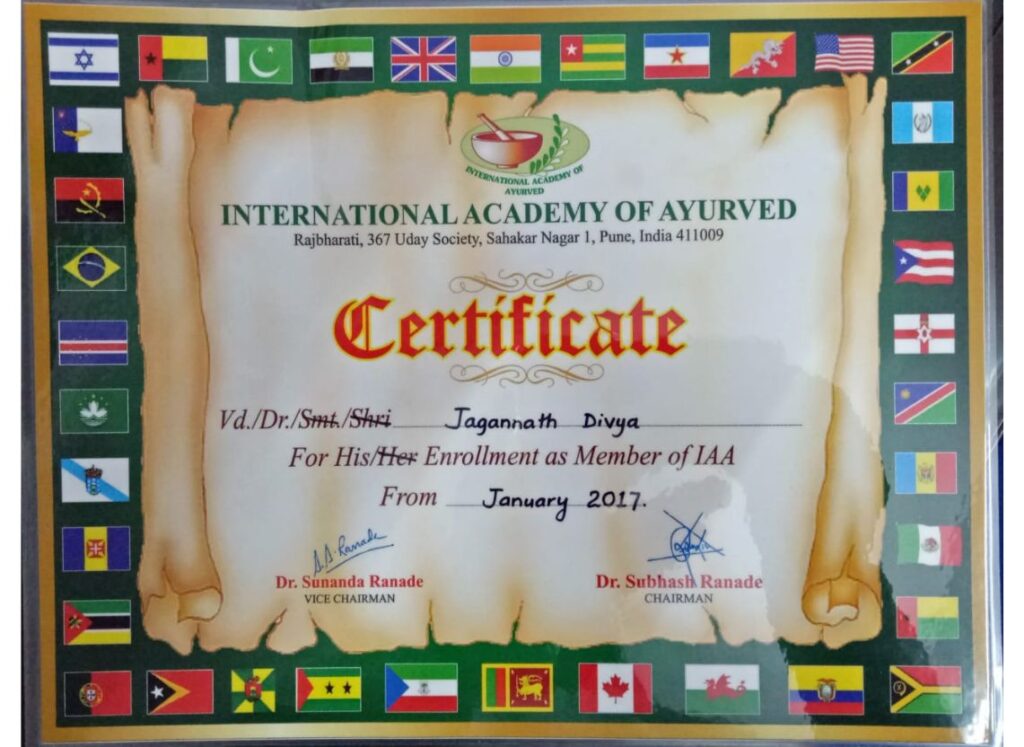 INTERNATIONAL ACADEMY OF
AYURVED
INTERNATIONAL ACADEMY OF AYURVED
Rajbharati, 367 Uday Society, Sahakar Nagar 1, Pune, India 411009
Certificate
Vd./Dr./Smt./Shri Jagannath Divya
For His/Her Enrollment as Member of IAA
From January 2017.
S.S. Ranade
Dr. Sunanda Ranade
VICE CHAIRMAN
Dr. Subhash Ranade
CHAIRMAN